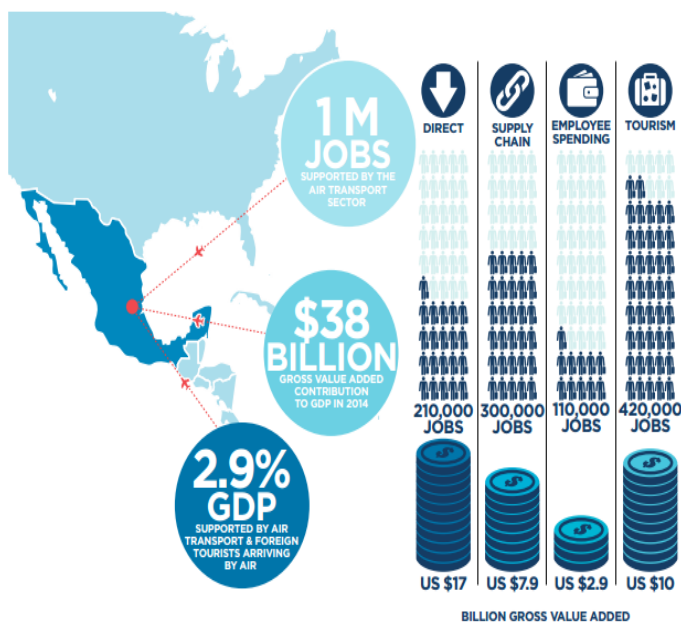 1 M
JOBS
SUPPORTED BY THE
AIR TRANSPORT
SECTOR
$38
BILLION
GROSS VALUE ADDED
CONTRIBUTION
TO GDP IN 2014
2.9%
GDP
SUPPORTED BY AIR
TRANSPORT & FOREIGN
TOURISTS ARRIVING
BY AIR
DIRECT
SUPPLY
CHAIN
EMPLOYEE
SPENDING
TOURISM
210,000
JOBS
300,000
JOBS
110,000
JOBS
420,000
JOBS
$
$
$
$
US $17
US $7.9
US $2.9
US $10
BILLION GROSS VALUE ADDED